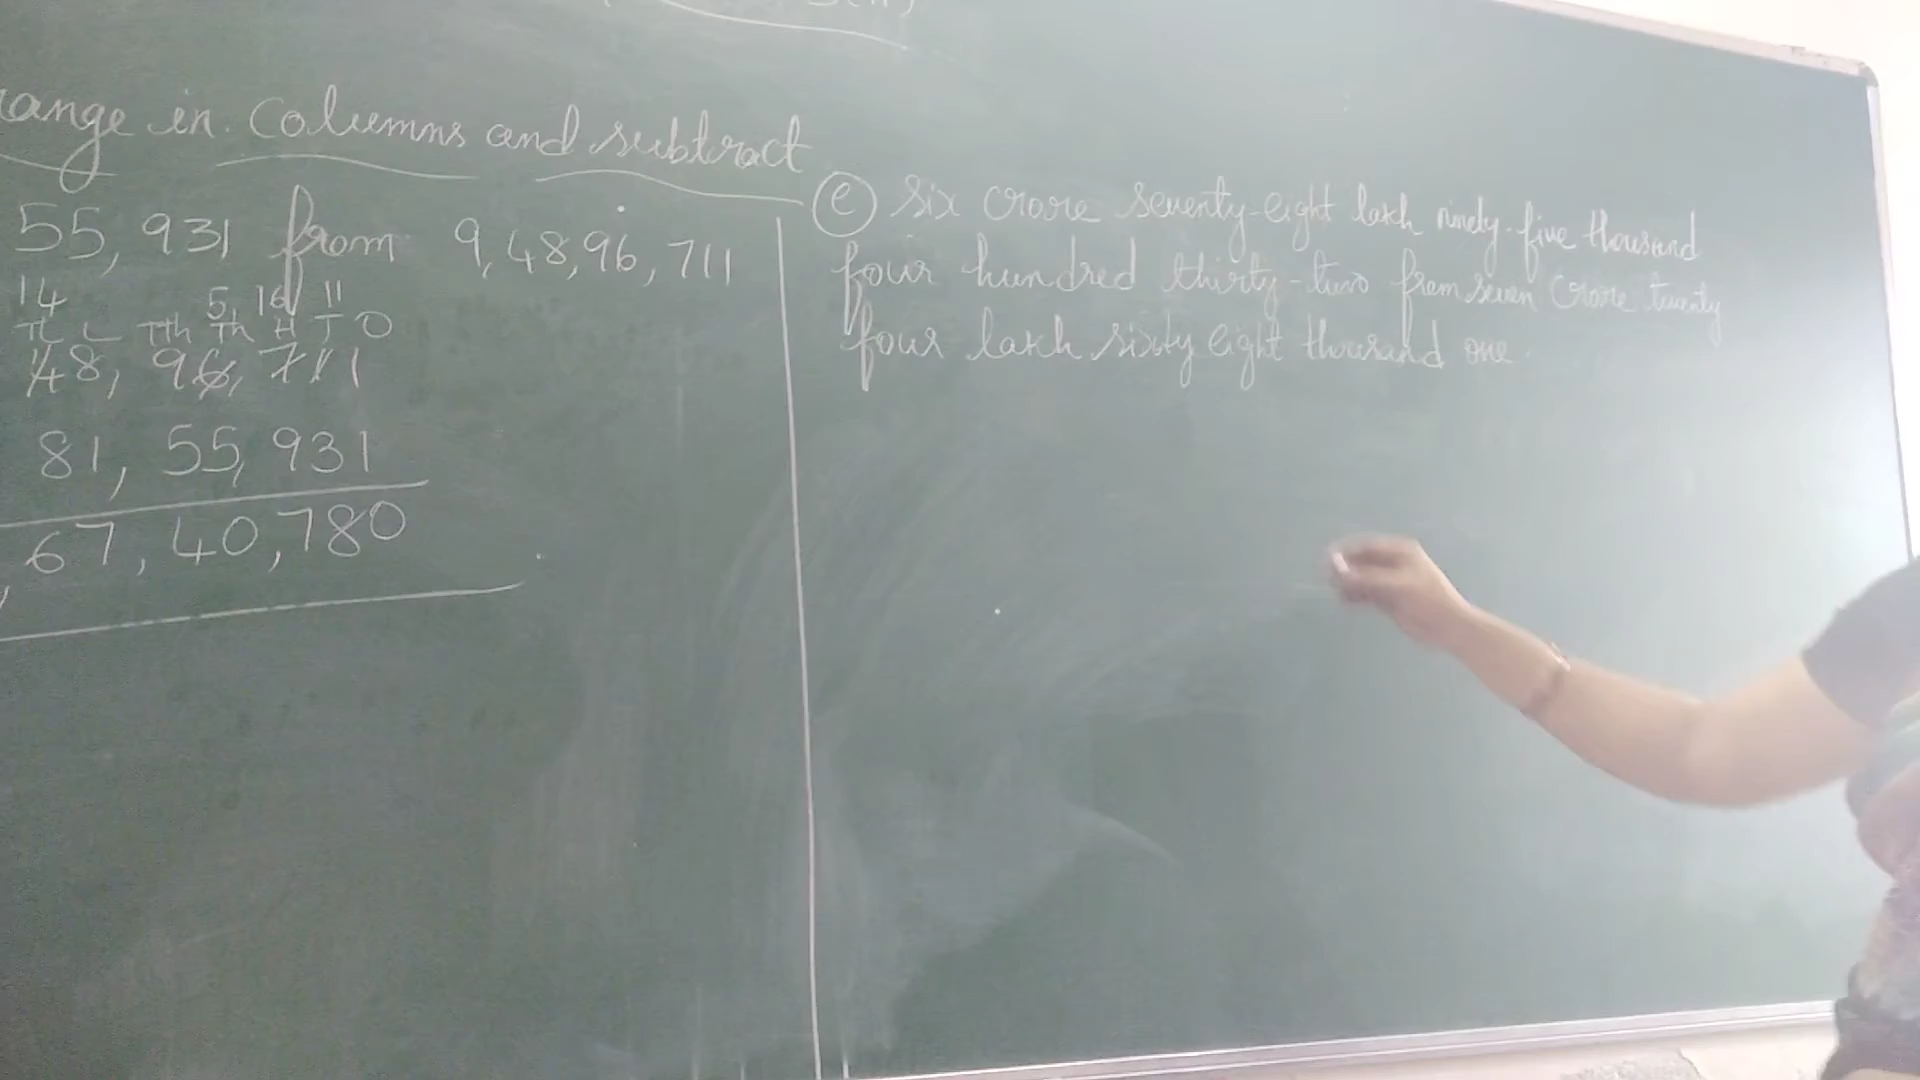 ange in columns and subtract
55,931 from 9,48,96,711
14 5 16 11
TL L TTh Th H T O
48, 96, 711
81, 55,931
67, 40,780
(e) Six Crore seventy-eight lakh ninety-five thousand
four hundred thirty-two from seven Crore twenty
four lakh sixty eight thousand one.